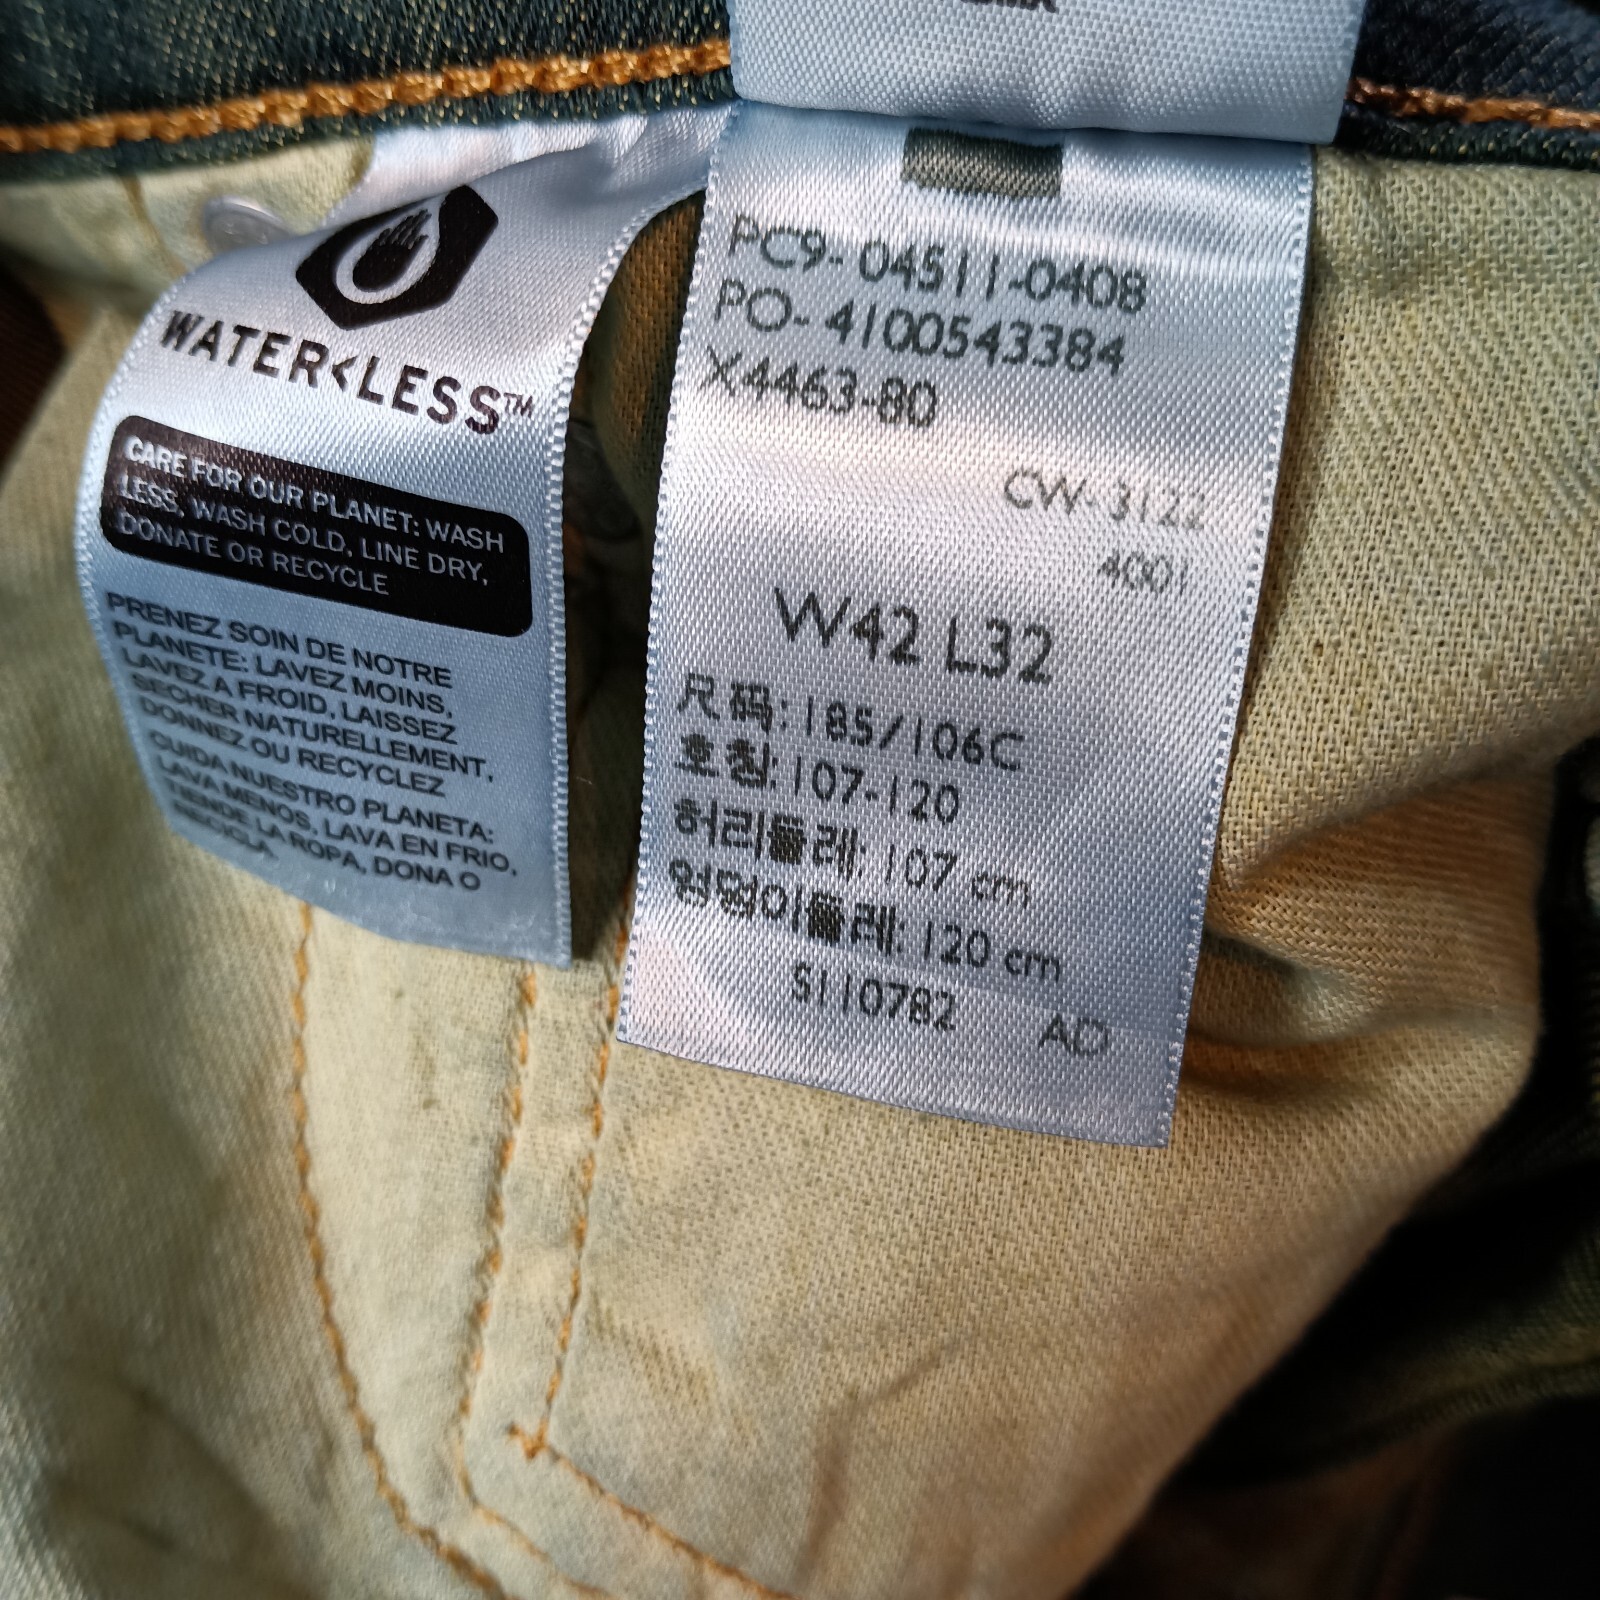 WATER<LESS™
CARE FOR OUR PLANET: WASH
LESS, WASH COLD, LINE DRY,
DONATE OR RECYCLE
PRENEZ SOIN DE NOTRE
PLANETE: LAVEZ MOINS,
LAVEZ A FROID, LAISSEZ
SECHER NATURELLEMENT,
DONNEZ OU RECYCLEZ
CUIDA NUESTRO PLANETA:
LAVA MENOS, LAVA EN FRIO,
TIENDE LA ROPA, DONA O
RECICLA
PC9-04511-0408
PO-4100543384
X4463-80
CW-3122
4001
W42 L32
尺码: 185/106C
호칭: 107-120
허리둘레: 107 cm
엉덩이둘레: 120 cm
S110782 AD